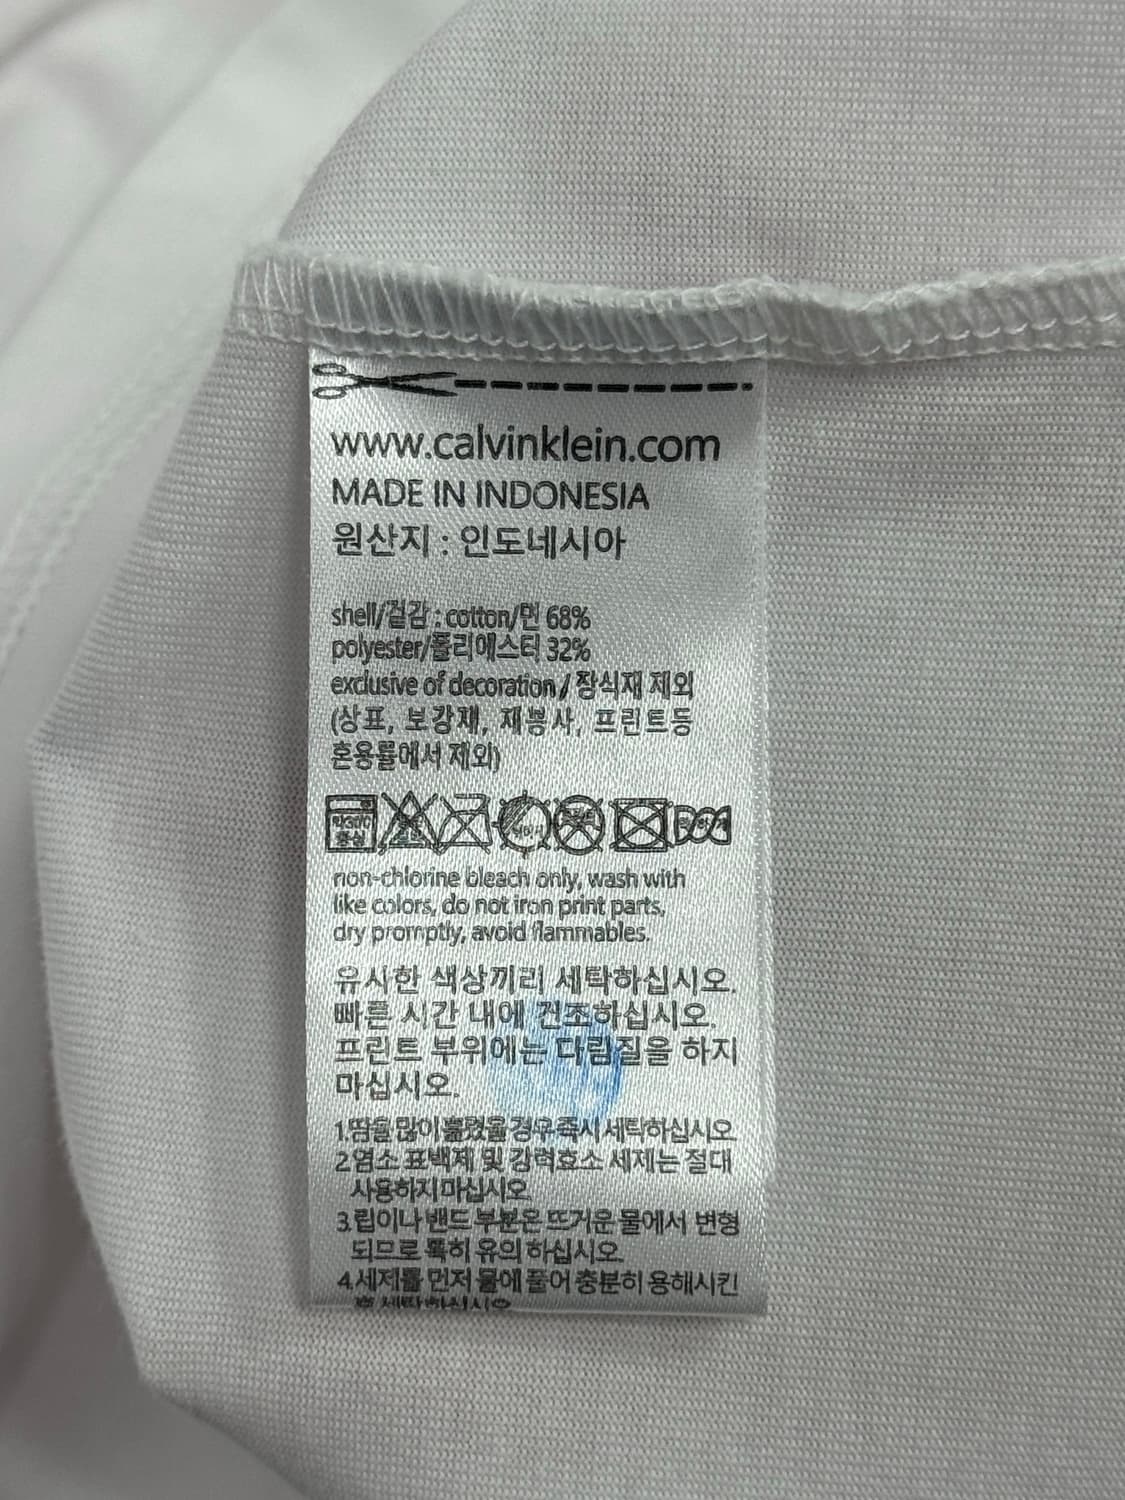 www.calvinklein.com
MADE IN INDONESIA
원산지 : 인도네시아
shell/겉감 : cotton/면 68%
polyester/폴리에스터 32%
exclusive of decoration / 장식재 제외
(상표, 보강재, 재봉사, 프린트등
혼용률에서 제외)
중성
non-chlorine bleach only, wash with
like colors, do not iron print parts,
dry promptly, avoid flammables.
유사한 색상끼리 세탁하십시오.
빠른 시간 내에 건조하십시오.
프린트 부위에는 다림질을 하지
마십시오.
1.땀을 많이 흘렸을 경우 즉시 세탁하십시오
2.염소 표백제 및 강력효소 세제는 절대
사용하지 마십시오.
3.립이나 밴드 부분은 뜨거운 물에서 변형
되므로 특히 유의 하십시오.
4.세제를 먼저 물에 풀어 충분히 용해시킨
후 세탁하십시오